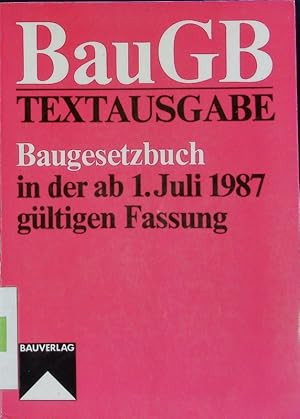 BauGB
TEXTAUSGABE
Baugesetzbuch
in der ab 1. Juli 1987
gültigen Fassung
BAUVERLAG